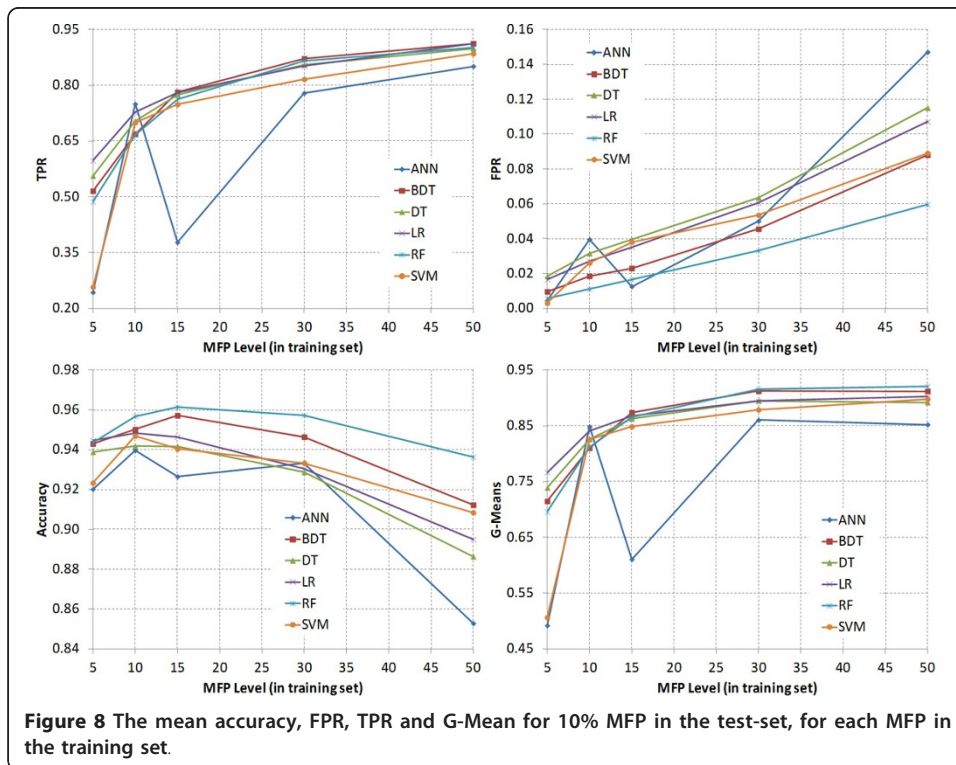 0.95
0.80
0.65
0.50
0.35
0.20
TPR
ANN
BDT
DT
LR
RF
SVM
5 10 15 20 25 30 35 40 45 50
MFP Level (in training set)
0.16
0.14
0.12
0.10
0.08
0.06
0.04
0.02
0.00
FPR
ANN
BDT
DT
LR
RF
SVM
5 10 15 20 25 30 35 40 45 50
MFP Level (in training set)
0.98
0.96
0.94
0.92
0.90
0.88
0.86
0.84
Accuracy
ANN
BDT
DT
LR
RF
SVM
5 10 15 20 25 30 35 40 45 50
MFP Level (in training set)
0.95
0.85
0.75
0.65
0.55
0.45
G-Means
ANN
BDT
DT
LR
RF
SVM
5 10 15 20 25 30 35 40 45 50
MFP Level (in training set)
Figure 8 The mean accuracy, FPR, TPR and G-Mean for 10% MFP in the test-set, for each MFP in
the training set.